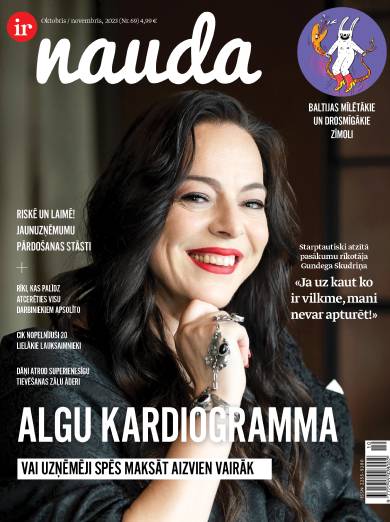 ir
Oktobris / novembris, 2023 (Nr. 69) 4,99 €
nauda
BALTIJAS MĪLĒTĀKIE
UN DROSMĪGĀKIE
ZĪMOLI
RISKĒ UN LAIMĒ!
JAUNUZŅĒMUMU
PĀRDOŠANAS STĀSTI
+
RĪKI, KAS PALĪDZ
ATCERĒTIES VISU
DARBINIEKIEM APSOLĪTO
CIK NOPELNĪJUŠI 20
LIELĀKIE LAUKSAIMNIEKI
DĀŅI ATROD SUPERIENESĪGU
TIEVĒŠANAS ZĀĻU ĀDERI
Starptautiski atzītā
pasākumu rīkotāja
Gundega Skudriņa
«Ja uz kaut ko
ir vilkme, mani
nevar apturēt!»
ALGU KARDIOGRAMMA
VAI UZŅĒMĒJI SPĒS MAKSĀT AIZVIEN VAIRĀK